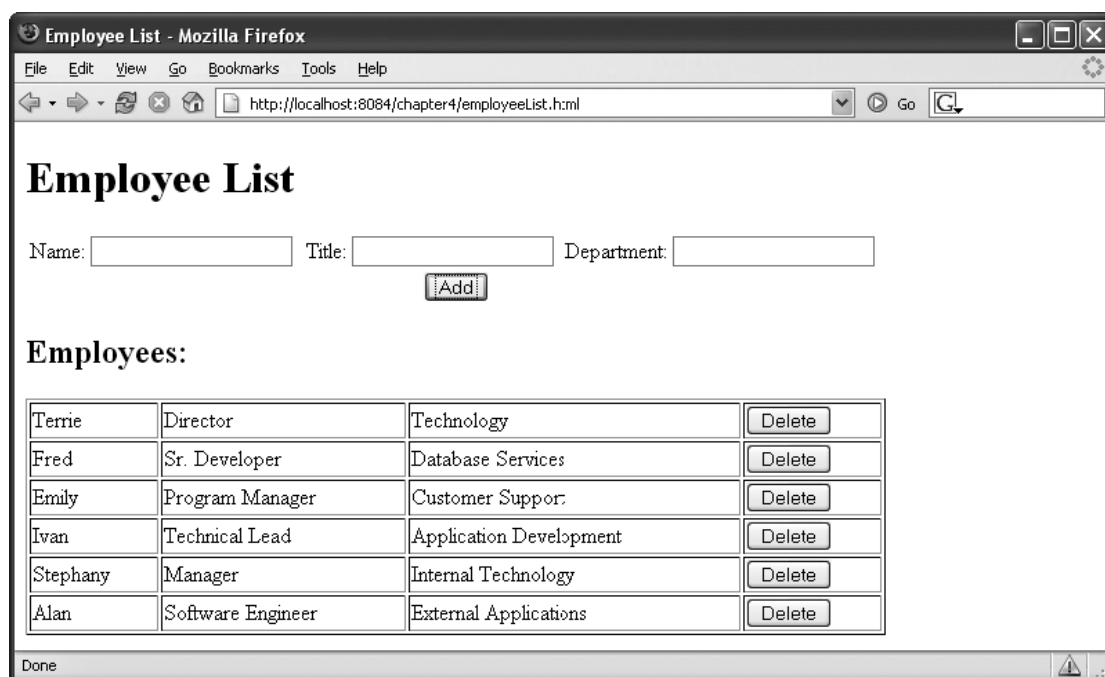 Employee List - Mozilla Firefox
File Edit View Go Bookmarks Tools Help
http://localhost:8084/chapter4/employeeList.h:ml Go G
Employee List
Name: Title: Department:
Add
Employees:
Terrie Director Technology Delete
Fred Sr. Developer Database Services Delete
Emily Program Manager Customer Support Delete
Ivan Technical Lead Application Development Delete
Stephany Manager Internal Technology Delete
Alan Software Engineer External Applications Delete
Done